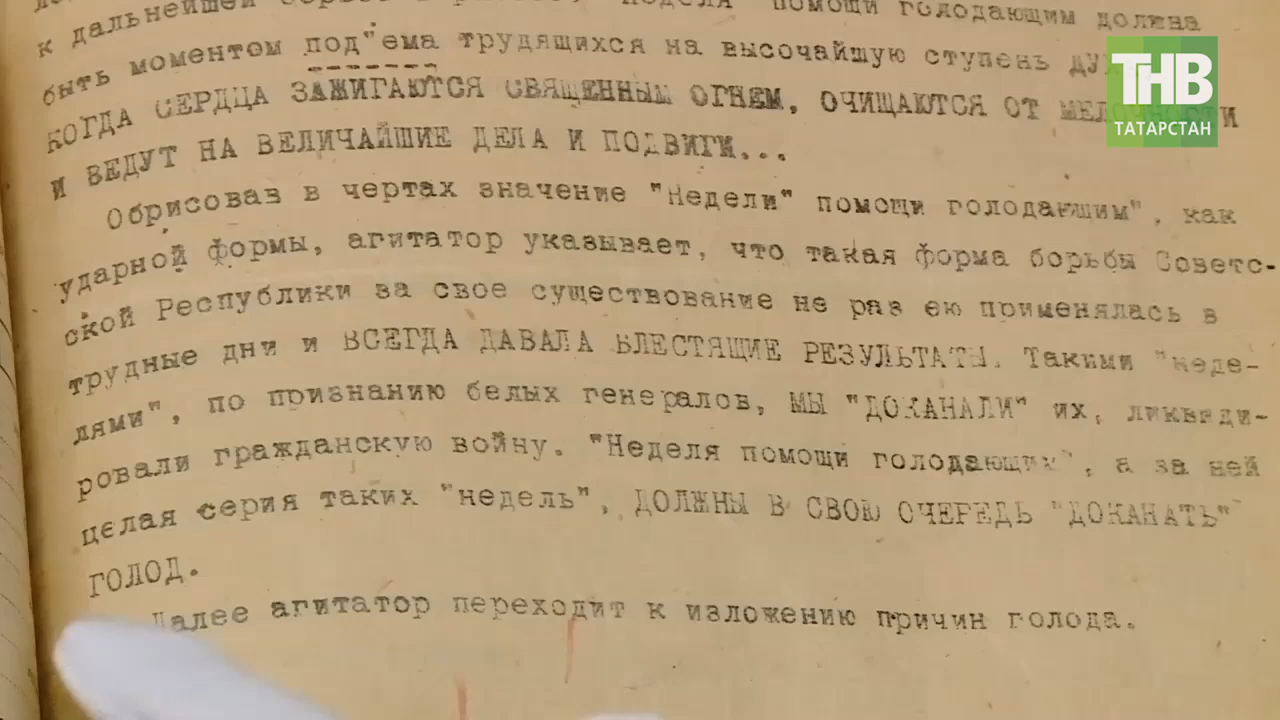 к дальнейшей "неделя" помощи голодающим должна
быть моментом под"ема трудящихся на высочайшую ступень
КОГДА СЕРДЦА ЗАЖИГАЮТСЯ СВЯЩЕННЫМ ОГНЕМ, ОЧИЩАЮТСЯ ОТ
И ВЕДУТ НА ВЕЛИЧАЙШИЕ ДЕЛА И ПОДВИГИ...
Обрисовав в чертах значение "Недели" помощи голодающим", как
ударной формы, агитатор указывает, что такая форма борьбы Советс-
ской Республики за свое существование не раз ею применялась в
трудные дни и ВСЕГДА ДАВАЛА БЛЕСТЯЩИЕ РЕЗУЛЬТАТЫ. Такими "неде-
лями", по признанию белых генералов, МЫ "ДОКАНАЛИ" их, ликвиди-
ровали гражданскую войну. "Неделя помощи голодающим", а за ней
целая серия таких "недель", ДОЛЖНЫ В СВОЮ ОЧЕРЕДЬ "ДОКАНАТЬ"
ГОЛОД.
Далее агитатор переходит к изложению причин голода.
ТНВ
ТАТАРСТАН